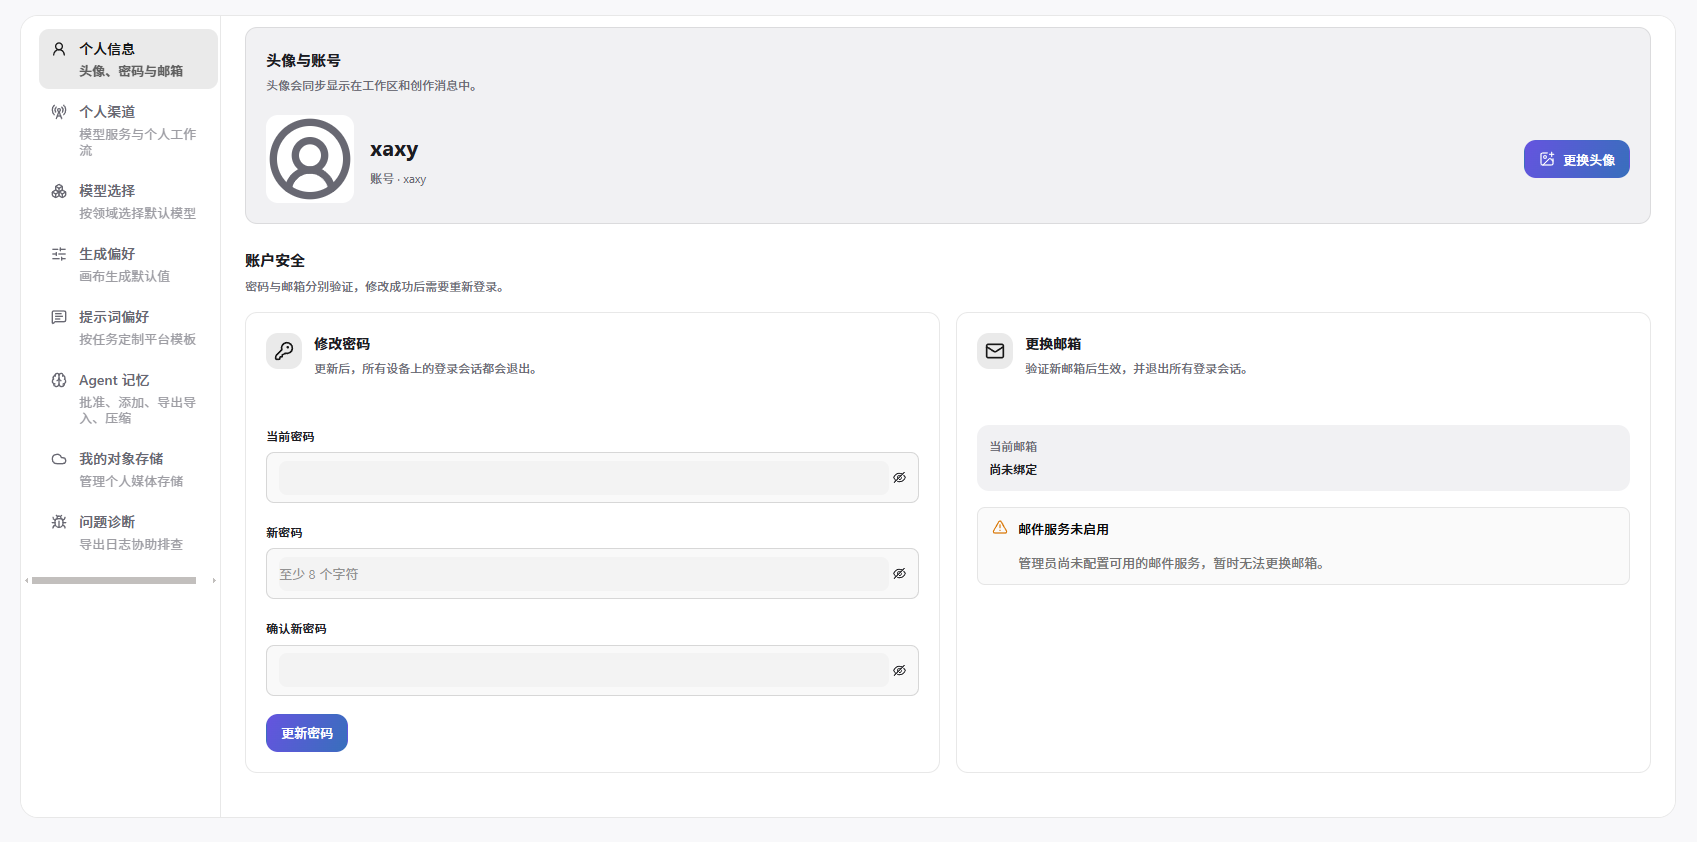 个人信息
头像、密码与邮箱
个人渠道
模型服务与个人工作
流
模型选择
按领域选择默认模型
生成偏好
画布生成默认值
提示词偏好
按任务定制平台模板
Agent 记忆
批准、添加、导出导
入、压缩
我的对象存储
管理个人媒体存储
问题诊断
导出日志协助排查
头像与账号
头像会同步显示在工作区和创作消息中。
xaxy
账号 · xaxy
更换头像
账户安全
密码与邮箱分别验证，修改成功后需要重新登录。
修改密码
更新后，所有设备上的登录会话都会退出。
当前密码
新密码
至少 8 个字符
确认新密码
更新密码
更换邮箱
验证新邮箱后生效，并退出所有登录会话。
当前邮箱
尚未绑定
邮件服务未启用
管理员尚未配置可用的邮件服务，暂时无法更换邮箱。